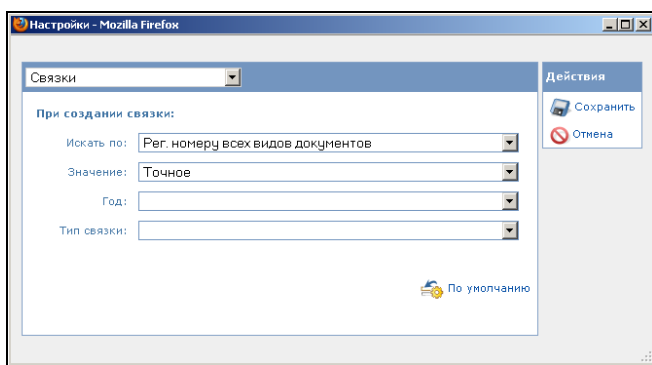 Настройки - Mozilla Firefox
Связки
Действия
Сохранить
Отмена
При создании связки:
Искать по: Рег. номеру всех видов документов
Значение: Точное
Год:
Тип связки:
По умолчанию